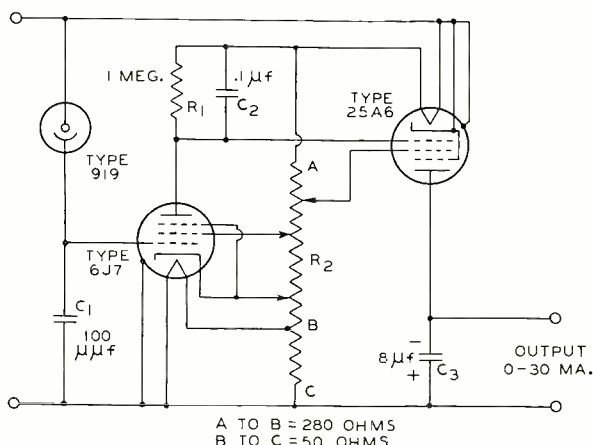 1 MEG.
R1
.1 µf
C2
TYPE
25A6
TYPE
919
A
TYPE
6J7
R2
C1
100
µµf
B
8 µf
−
+
C3
OUTPUT
0-30 MA.
C
A TO B = 280 OHMS
B TO C = 50 OHMS